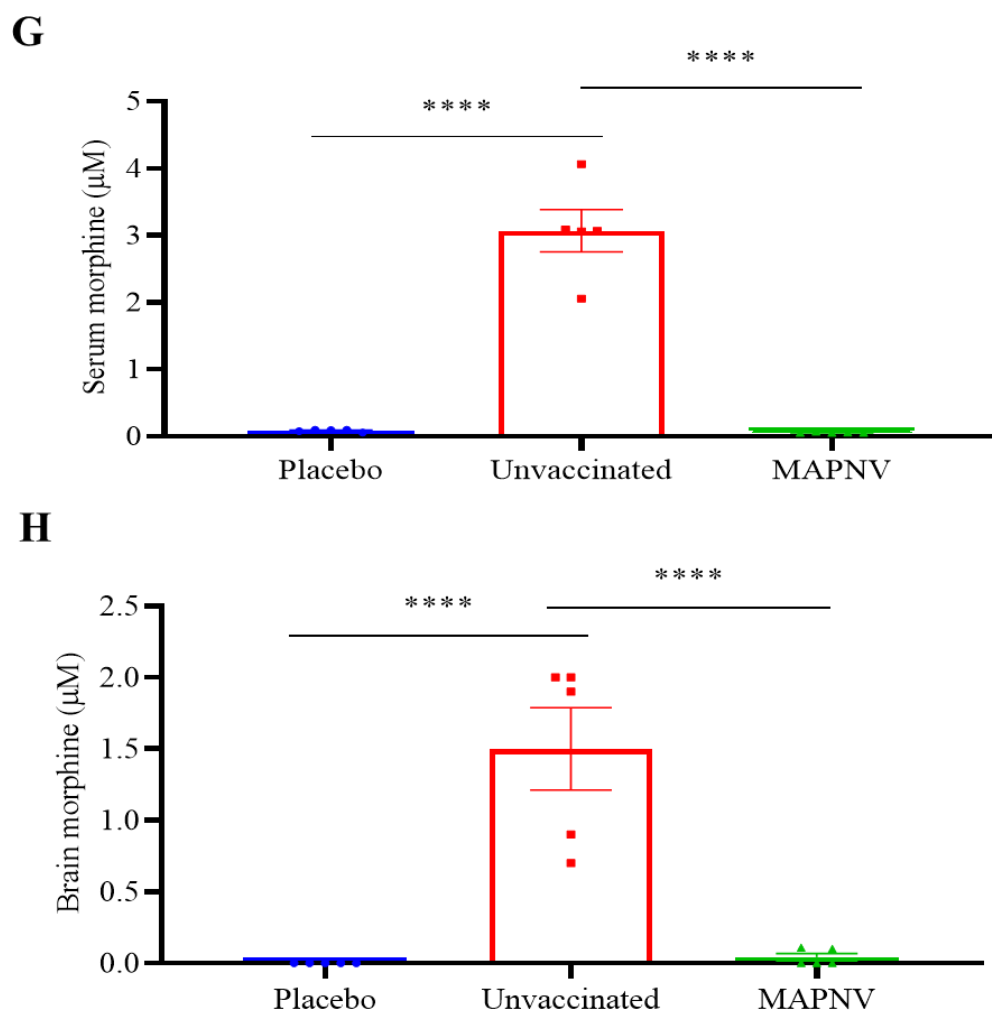 G
****
****
5
4
3
2
1
0
Serum morphine (μM)
Placebo Unvaccinated MAPNV
H
****
****
2.5
2.0
1.5
1.0
0.5
0.0
Brain morphine (μM)
Placebo Unvaccinated MAPNV